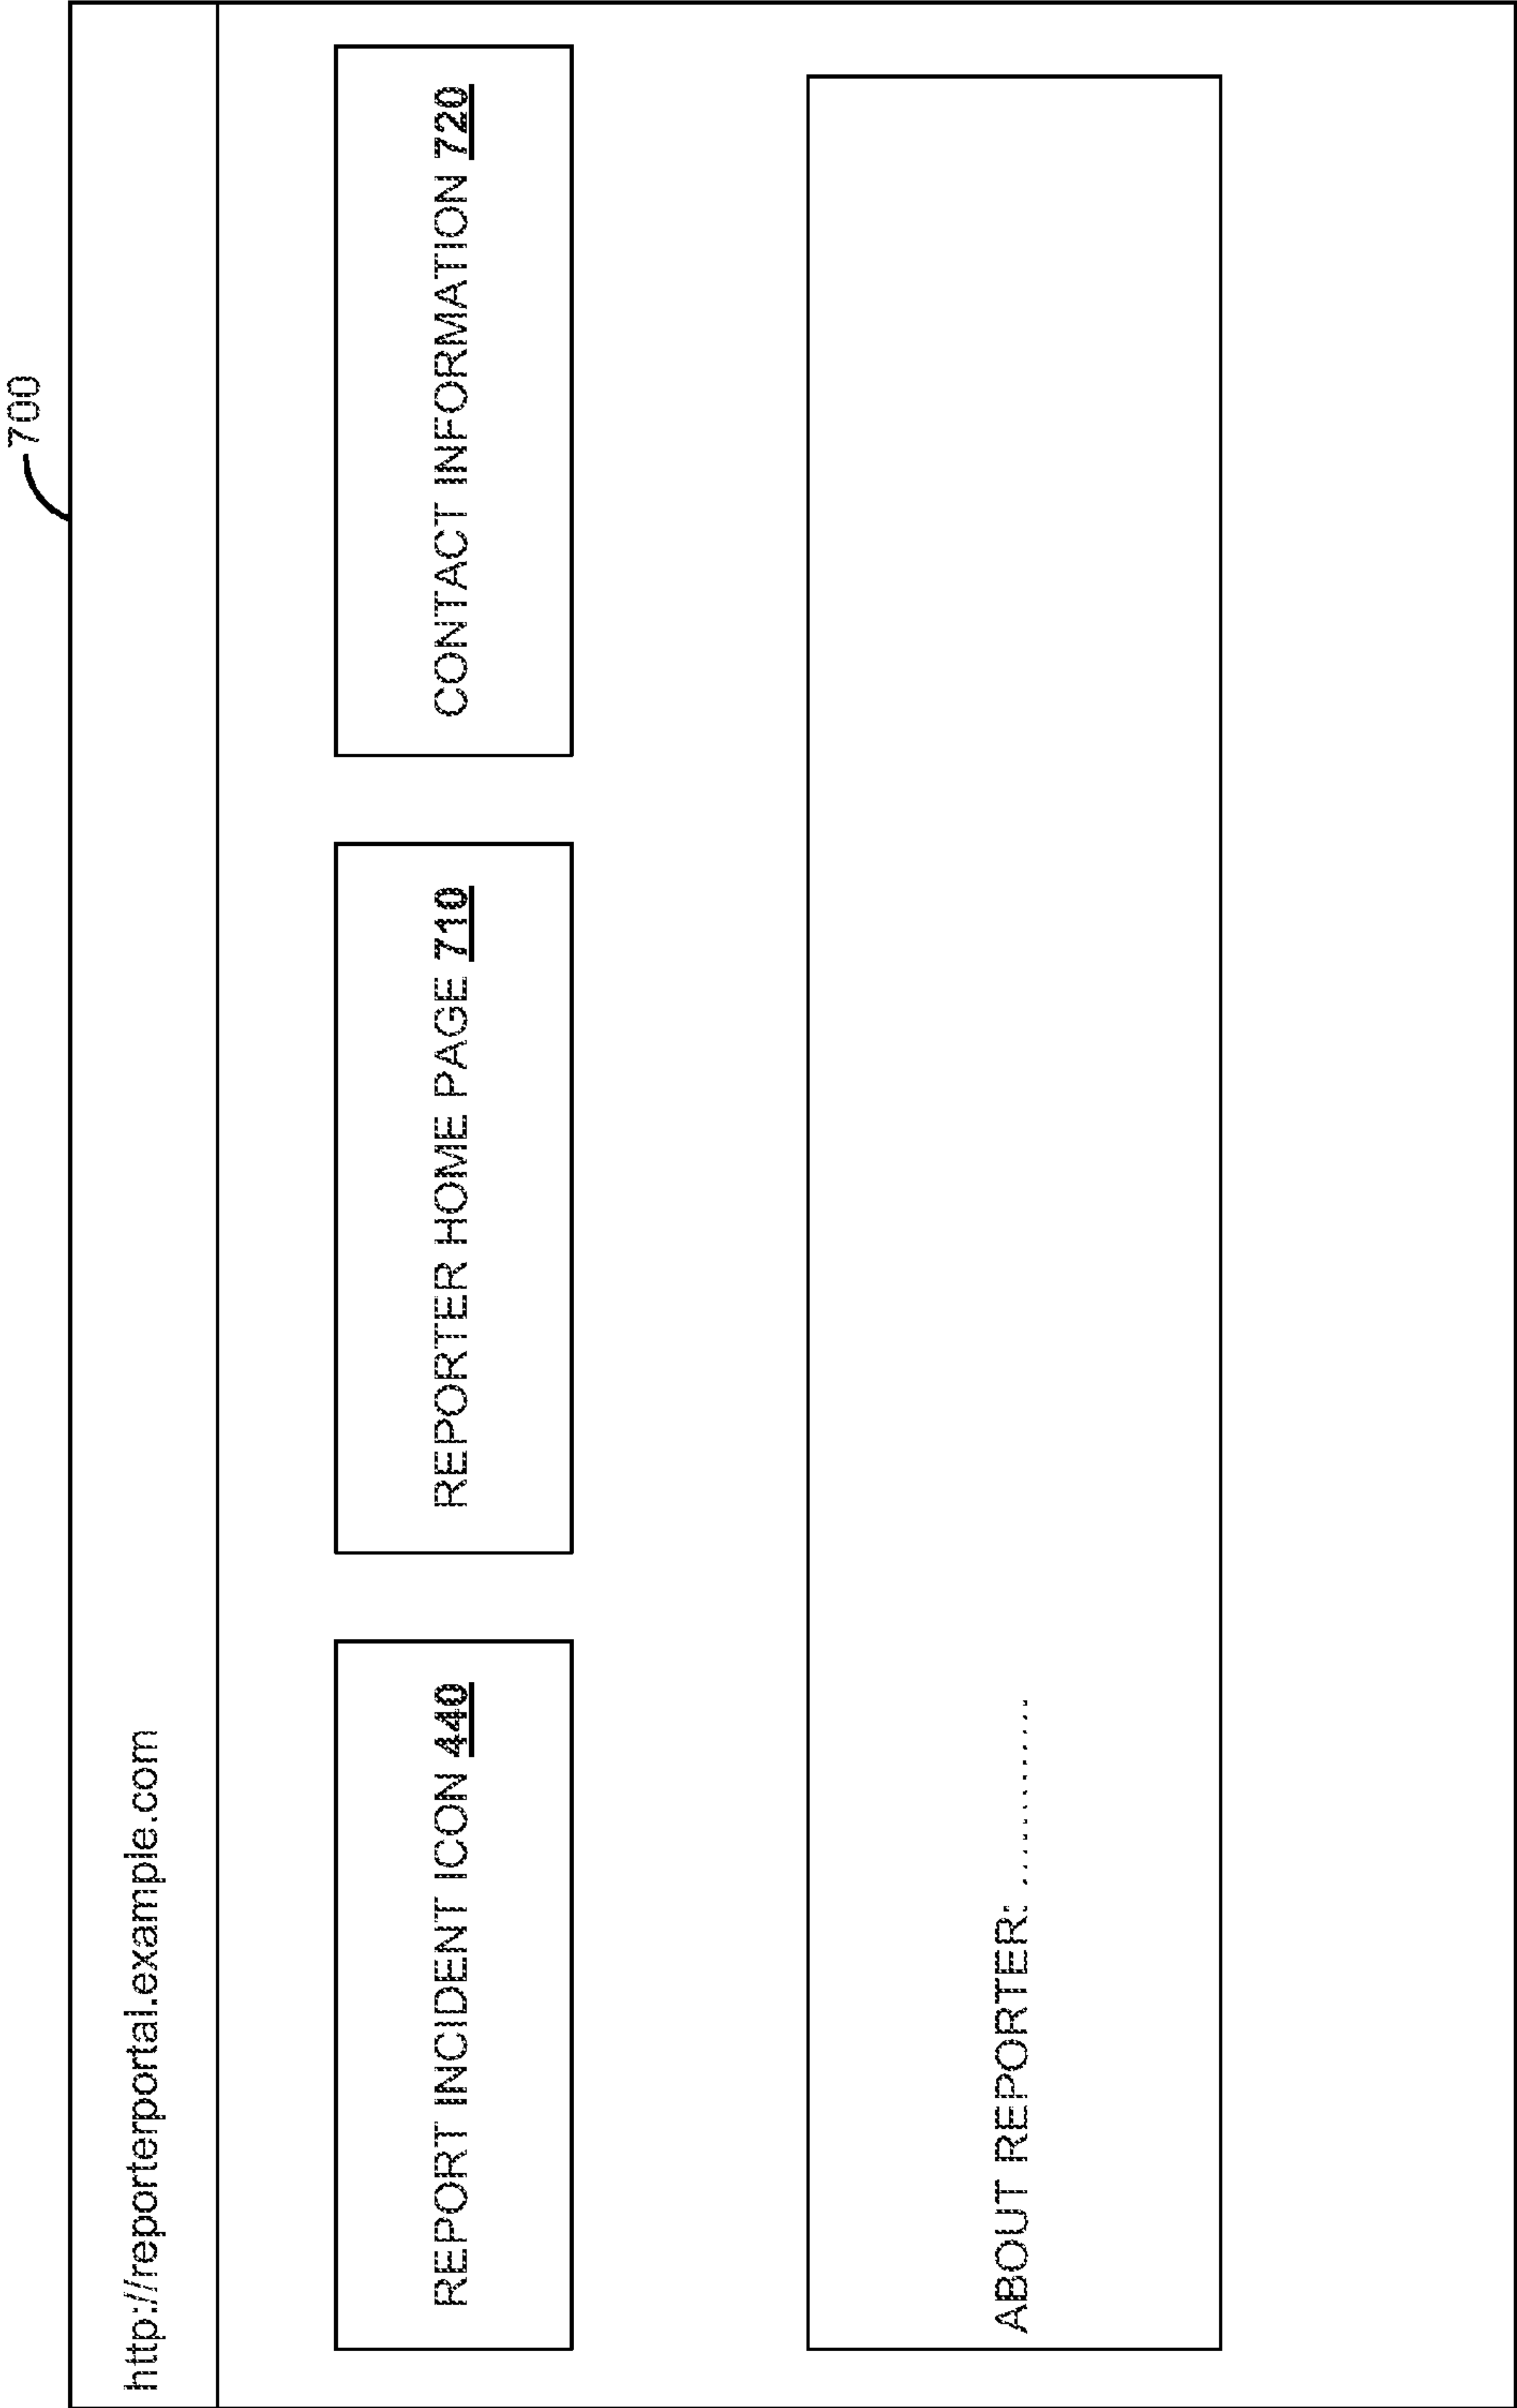 700
http://reporterportal.example.com
REPORT INCIDENT ICON 440
REPORTER HOME PAGE 710
CONTACT INFORMATION 720
ABOUT REPORTER: .............